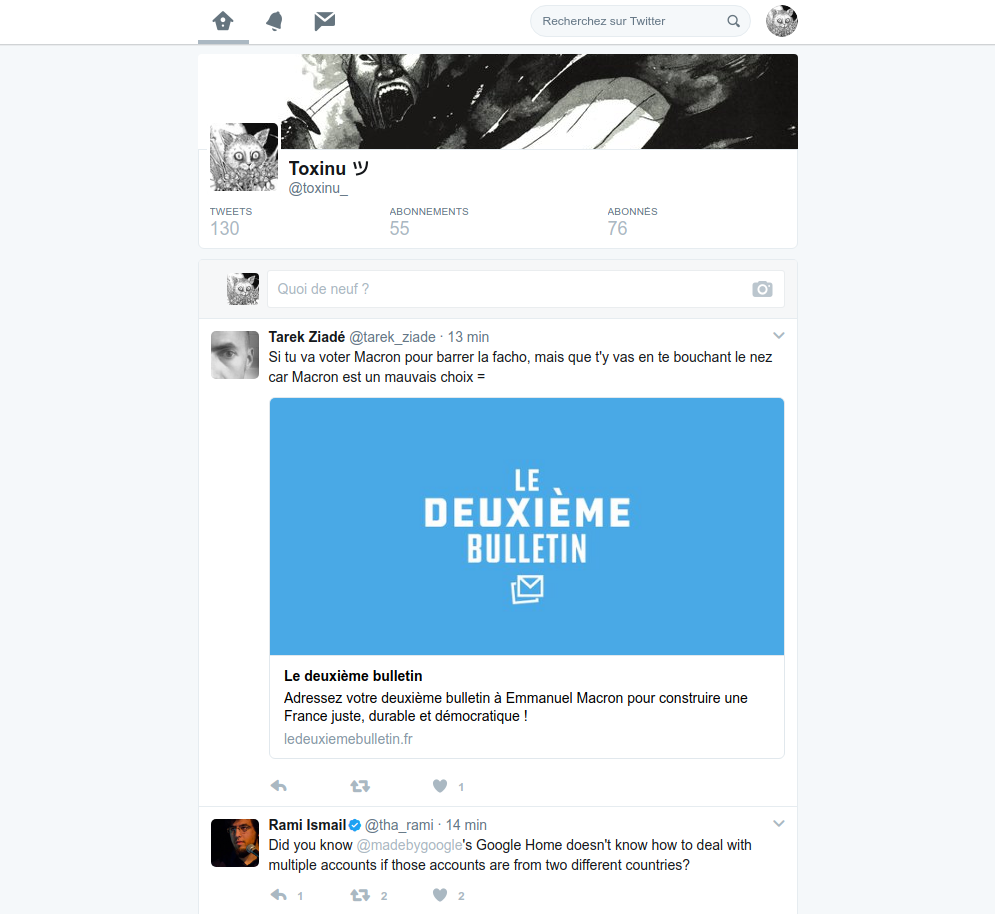 Recherchez sur Twitter
Toxinu ツ
@toxinu_
TWEETS ABONNEMENTS ABONNÉS
130 55 76
Quoi de neuf ?
Tarek Ziadé @tarek_ziade · 13 min
Si tu va voter Macron pour barrer la facho, mais que t'y vas en te bouchant le nez
car Macron est un mauvais choix =
LE
DEUXIÈME
BULLETIN
Le deuxième bulletin
Adressez votre deuxième bulletin à Emmanuel Macron pour construire une
France juste, durable et démocratique !
ledeuxiemebulletin.fr
1
Rami Ismail @tha_rami · 14 min
Did you know @madebygoogle's Google Home doesn't know how to deal with
multiple accounts if those accounts are from two different countries?
1 2 2